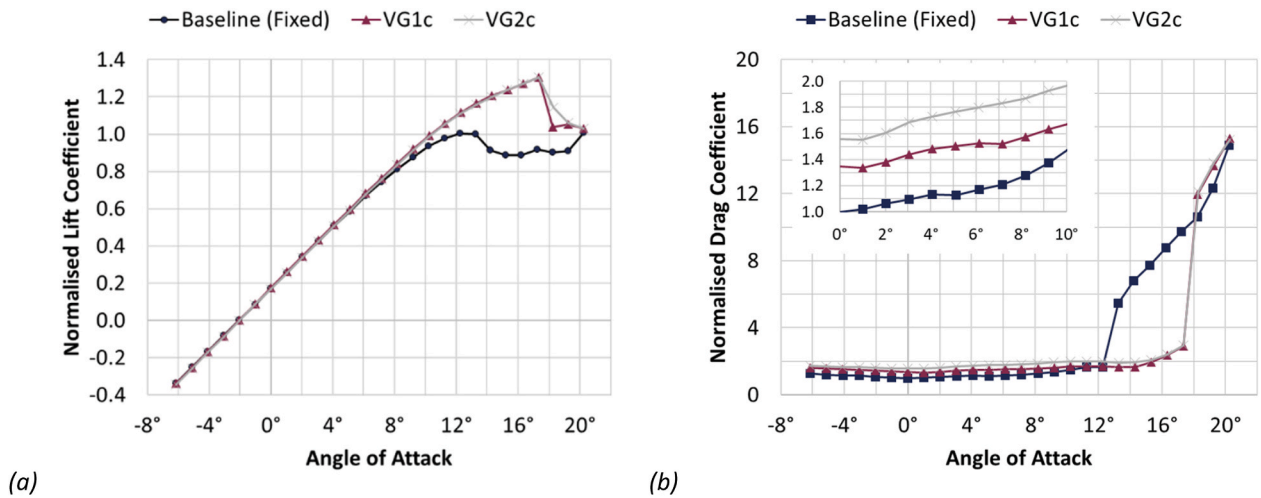 Baseline (Fixed) VG1c VG2c
Normalised Lift Coefficient
1.4
1.2
1.0
0.8
0.6
0.4
0.2
0.0
-0.2
-0.4
-8° -4° 0° 4° 8° 12° 16° 20°
Angle of Attack
(a)
Baseline (Fixed) VG1c VG2c
Normalised Drag Coefficient
20
16
12
8
4
0
2.0
1.8
1.6
1.4
1.2
1.0
0° 2° 4° 6° 8° 10°
-8° -4° 0° 4° 8° 12° 16° 20°
Angle of Attack
(b)